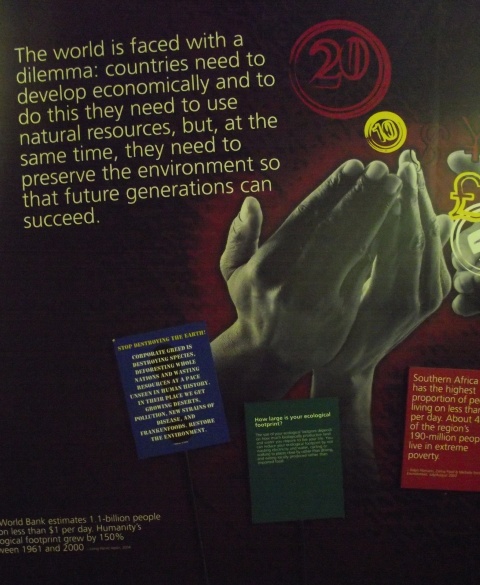 The world is faced with a
dilemma: countries need to
develop economically and to
do this they need to use
natural resources, but, at the
same time, they need to
preserve the environment so
that future generations can
succeed.
20
10
£
STOP DESTROYING THE EARTH!
CORPORATE GREED IS
DESTROYING SPECIES,
DEFORESTING WHOLE
NATIONS AND WASTING
RESOURCES AT A PACE
UNSEEN IN HUMAN HISTORY.
IN THEIR PLACE WE GET
GROWING DESERTS,
POLLUTION, NEW STRAINS OF
DISEASE, AND
FRANKENFOODS. RESTORE
THE ENVIRONMENT.
How large is your ecological
footprint?
Southern Africa
has the highest
proportion of peo
living on less than
per day. About 4
of the region's
190-million peop
live in extreme
poverty.
World Bank estimates 1.1-billion people
on less than $1 per day. Humanity's
ogical footprint grew by 150%
ween 1961 and 2000